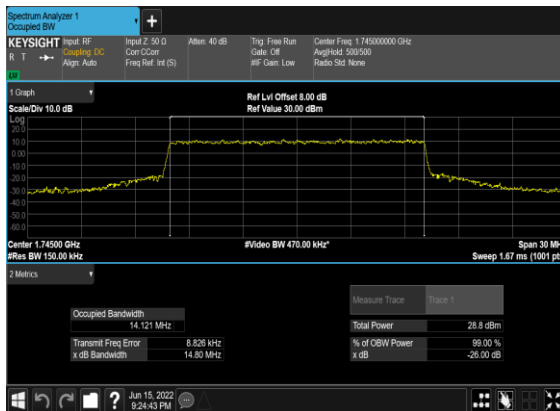 Spectrum Analyzer 1
Occupied BW
KEYSIGHT
R T
Input: RF
Coupling: DC
Align: Auto
Input Z: 50 Ω
Corr CCorr
Freq Ref: Int (S)
Atten: 40 dB
Trig: Free Run
Gate: Off
#IF Gain: Low
Center Freq: 1.745000000 GHz
Avg|Hold: 500/500
Radio Std: None
1 Graph
Scale/Div 10.0 dB
Ref Lvl Offset 8.00 dB
Ref Value 30.00 dBm
Log
20.0
10.0
0.00
-10.0
-20.0
-30.0
-40.0
-50.0
-60.0
Center 1.74500 GHz
#Res BW 150.00 kHz
#Video BW 470.00 kHz*
Span 30 MH
Sweep 1.67 ms (1001 pt
2 Metrics
Measure Trace
Trace 1
Occupied Bandwidth
14.121 MHz
Total Power
28.8 dBm
Transmit Freq Error
8.826 kHz
% of OBW Power
99.00 %
x dB Bandwidth
14.80 MHz
x dB
-26.00 dB
?
Jun 15, 2022
9:24:43 PM